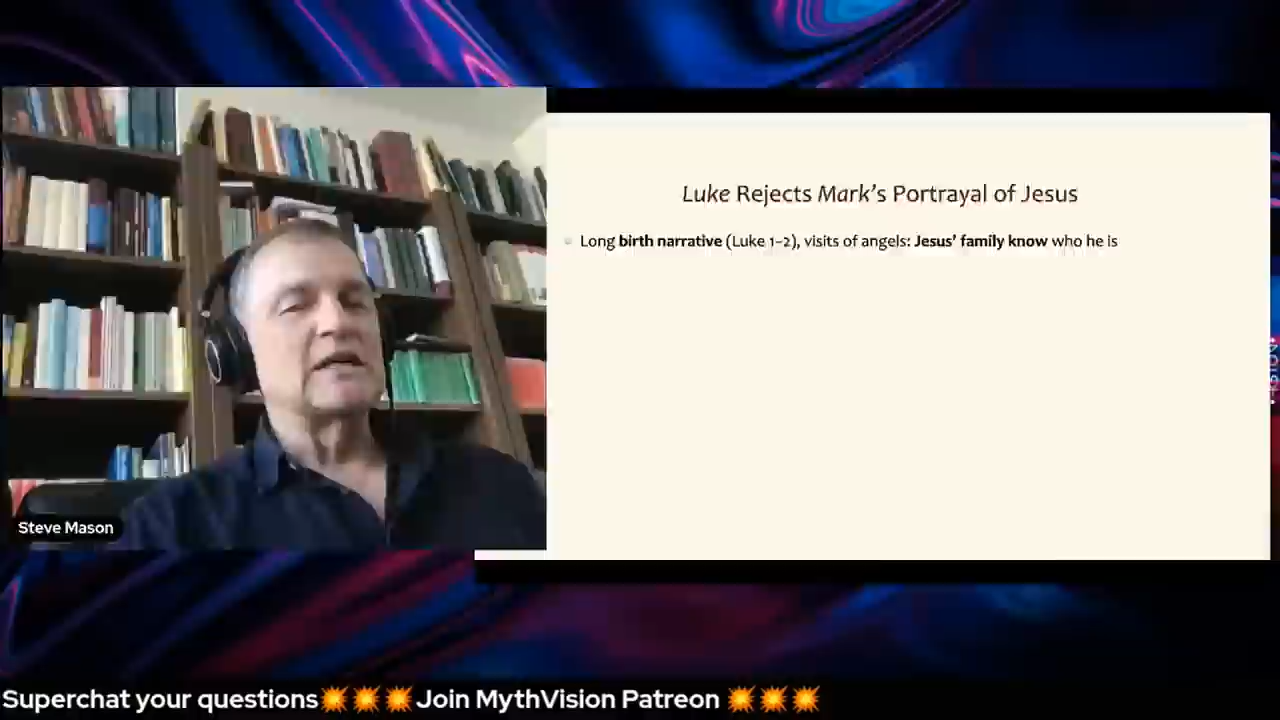 Luke Rejects Mark's Portrayal of Jesus
Long birth narrative (Luke 1–2), visits of angels: Jesus' family know who he is
Steve Mason
Superchat your questions💥💥💥Join MythVision Patreon 💥💥💥